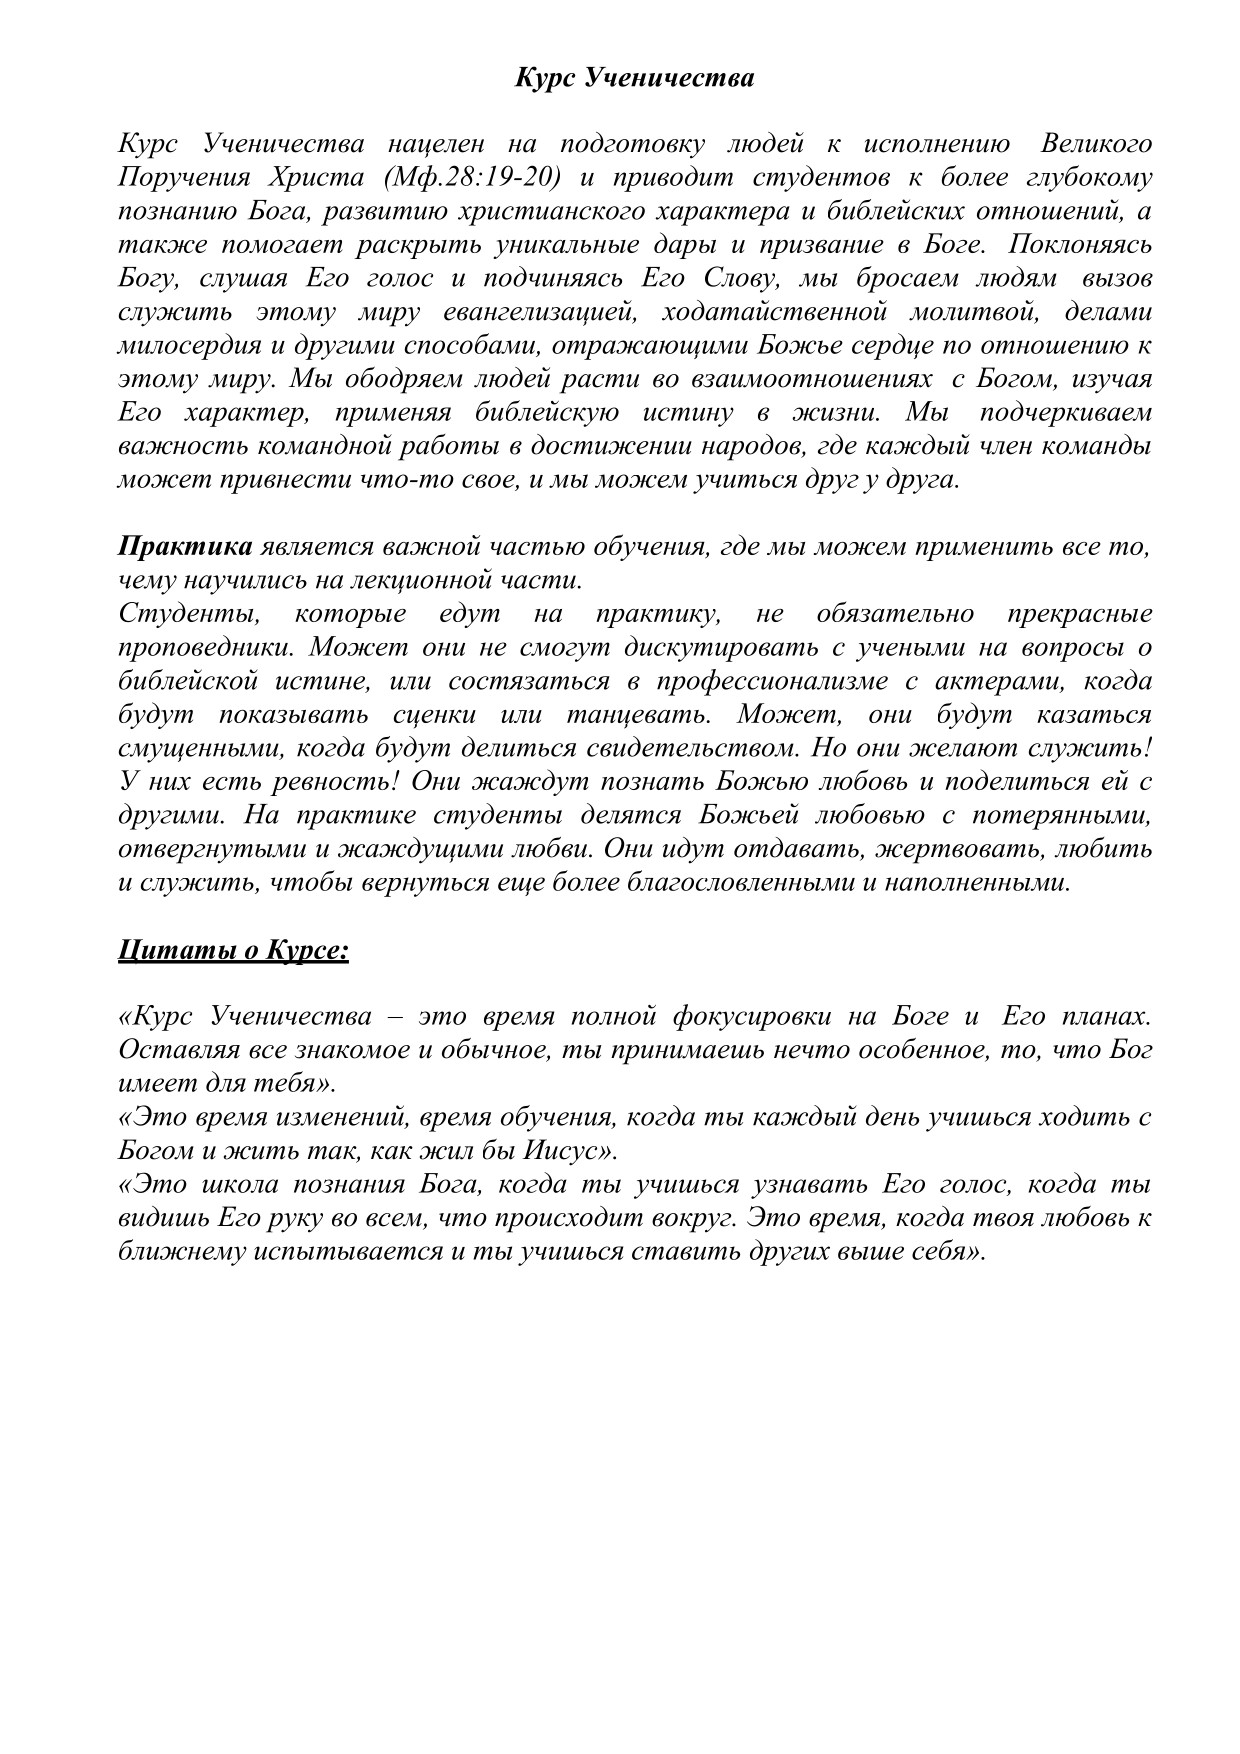 Курс Ученичества
Курс Ученичества нацелен на подготовку людей к исполнению Великого
Поручения Христа (Мф.28:19-20) и приводит студентов к более глубокому
познанию Бога, развитию христианского характера и библейских отношений, а
также помогает раскрыть уникальные дары и призвание в Боге. Поклоняясь
Богу, слушая Его голос и подчиняясь Его Слову, мы бросаем людям вызов
служить этому миру евангелизацией, ходатайственной молитвой, делами
милосердия и другими способами, отражающими Божье сердце по отношению к
этому миру. Мы ободряем людей расти во взаимоотношениях с Богом, изучая
Его характер, применяя библейскую истину в жизни. Мы подчеркиваем
важность командной работы в достижении народов, где каждый член команды
может привнести что-то свое, и мы можем учиться друг у друга.
Практика является важной частью обучения, где мы можем применить все то,
чему научились на лекционной части.
Студенты, которые едут на практику, не обязательно прекрасные
проповедники. Может они не смогут дискутировать с учеными на вопросы о
библейской истине, или состязаться в профессионализме с актерами, когда
будут показывать сценки или танцевать. Может, они будут казаться
смущенными, когда будут делиться свидетельством. Но они желают служить!
У них есть ревность! Они жаждут познать Божью любовь и поделиться ей с
другими. На практике студенты делятся Божьей любовью с потерянными,
отвергнутыми и жаждущими любви. Они идут отдавать, жертвовать, любить
и служить, чтобы вернуться еще более благословленными и наполненными.
Цитаты о Курсе:
«Курс Ученичества – это время полной фокусировки на Боге и Его планах.
Оставляя все знакомое и обычное, ты принимаешь нечто особенное, то, что Бог
имеет для тебя».
«Это время изменений, время обучения, когда ты каждый день учишься ходить с
Богом и жить так, как жил бы Иисус».
«Это школа познания Бога, когда ты учишься узнавать Его голос, когда ты
видишь Его руку во всем, что происходит вокруг. Это время, когда твоя любовь к
ближнему испытывается и ты учишься ставить других выше себя».